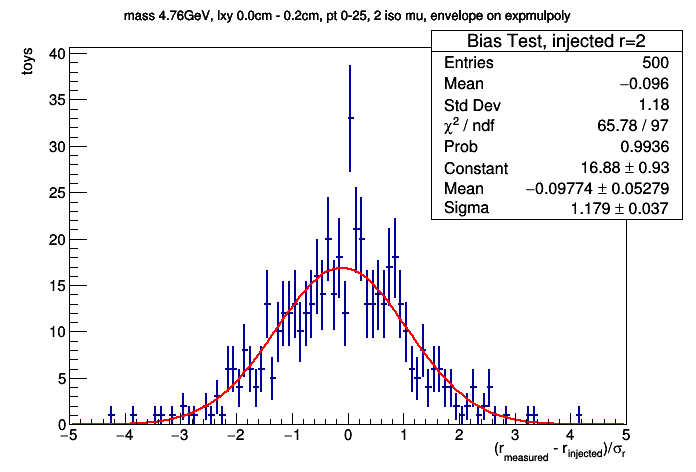 mass 4.76GeV, lxy 0.0cm - 0.2cm, pt 0-25, 2 iso mu, envelope on expmulpoly
Bias Test, injected r=2
Entries 500
Mean −0.096
Std Dev 1.18
χ² / ndf 65.78 / 97
Prob 0.9936
Constant 16.88 ± 0.93
Mean −0.09774 ± 0.05279
Sigma 1.179 ± 0.037
toys
40
35
30
25
20
15
10
5
0
−5 −4 −3 −2 −1 0 1 2 3 4 5
(r_measured - r_injected)/σ_r